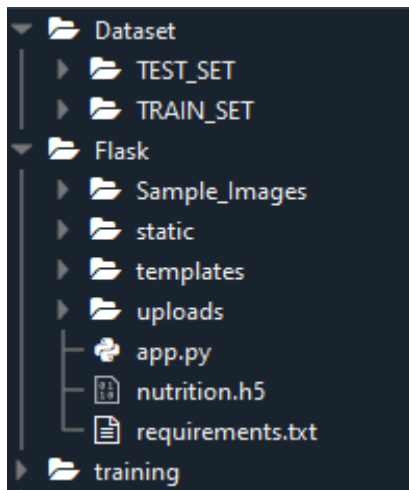 Dataset
TEST_SET
TRAIN_SET
Flask
Sample_Images
static
templates
uploads
app.py
nutrition.h5
requirements.txt
training